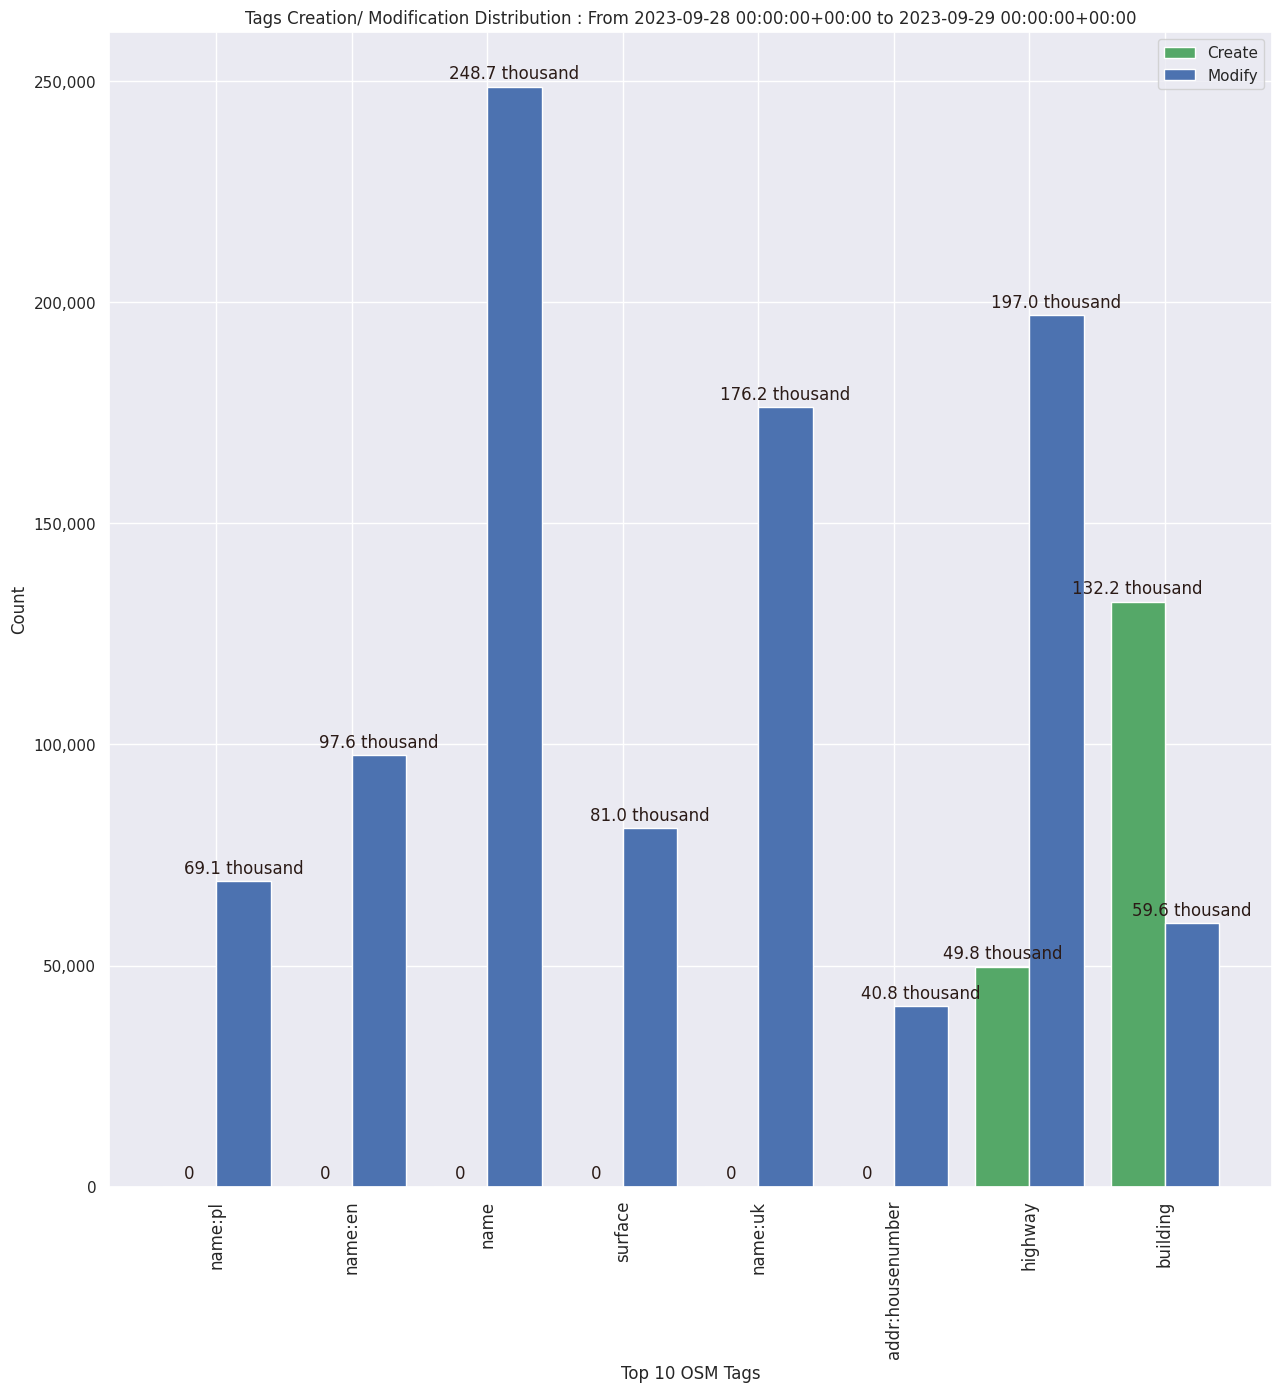 Tags Creation/ Modification Distribution : From 2023-09-28 00:00:00+00:00 to 2023-09-29 00:00:00+00:00
Create
Modify
250,000
200,000
150,000
100,000
50,000
0
Count
248.7 thousand
197.0 thousand
176.2 thousand
132.2 thousand
97.6 thousand
81.0 thousand
69.1 thousand
59.6 thousand
49.8 thousand
40.8 thousand
0
0
0
0
0
0
name:pl
name:en
name
surface
name:uk
addr:housenumber
highway
building
Top 10 OSM Tags